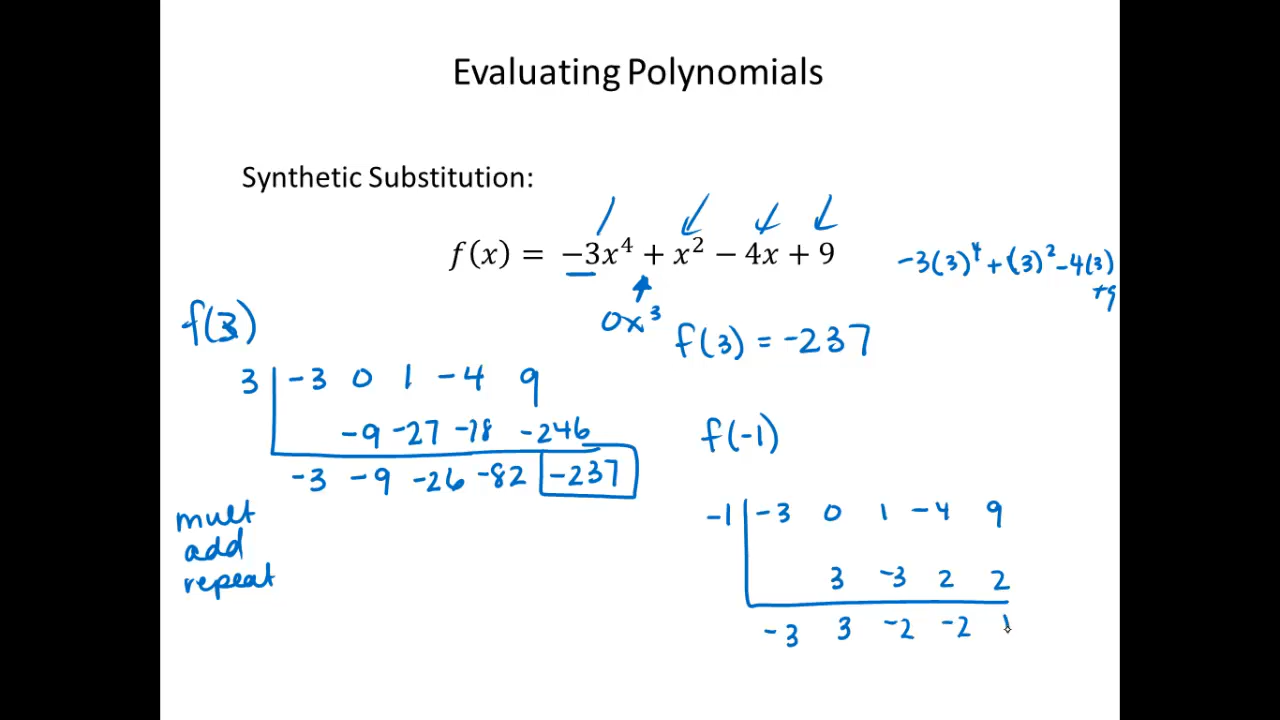 Evaluating Polynomials
Synthetic Substitution:
f(x) = −3x⁴ + x² − 4x + 9
-3(3)⁴ + (3)² - 4(3)
+9
0x³
f(3)
f(3) = -237
3 | -3 0 1 -4 9
-9 -27 -78 -246
-3 -9 -26 -82 -237
mult
add
repeat
f(-1)
-1 | -3 0 1 -4 9
3 -3 2 2
-3 3 -2 -2 1